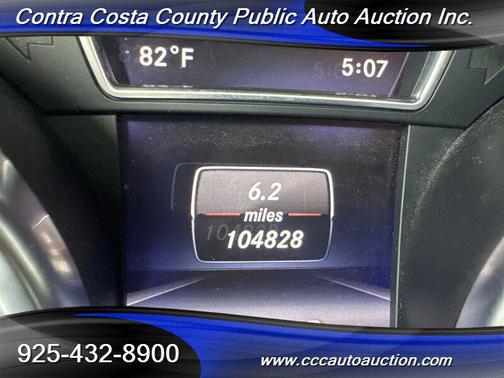 Contra Costa County Public Auto Auction Inc.
82°F 5:07
6.2
miles
104828
925-432-8900 www.cccautoauction.com